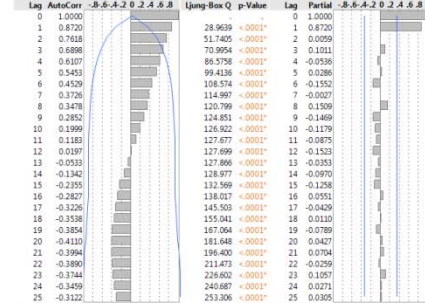 Lag AutoCorr -.8-.6-.4-.2 0 .2 .4 .6 .8 Ljung-Box Q p-Value Lag Partial -.8-.6-.4-.2 0 .2 .4 .6 .8
0 1.0000 . . 0 1.0000
1 0.8720 28.9639 <.0001* 1 0.8720
2 0.7618 51.7405 <.0001* 2 0.0059
3 0.6898 70.9954 <.0001* 3 0.1011
4 0.6107 86.5758 <.0001* 4 -0.0536
5 0.5453 99.4136 <.0001* 5 0.0286
6 0.4529 108.574 <.0001* 6 -0.1552
7 0.3726 114.997 <.0001* 7 -0.0027
8 0.3478 120.799 <.0001* 8 0.1509
9 0.2852 124.851 <.0001* 9 -0.1469
10 0.1999 126.922 <.0001* 10 -0.1179
11 0.1183 127.677 <.0001* 11 -0.0875
12 0.0197 127.699 <.0001* 12 -0.1523
13 -0.0533 127.866 <.0001* 13 -0.0353
14 -0.1342 128.977 <.0001* 14 -0.0970
15 -0.2355 132.569 <.0001* 15 -0.1258
16 -0.2827 138.017 <.0001* 16 0.0551
17 -0.3226 145.503 <.0001* 17 -0.0429
18 -0.3538 155.041 <.0001* 18 0.0110
19 -0.3854 167.064 <.0001* 19 -0.0789
20 -0.4110 181.648 <.0001* 20 0.0427
21 -0.3994 196.400 <.0001* 21 0.0704
22 -0.3890 211.473 <.0001* 22 -0.0259
23 -0.3744 226.602 <.0001* 23 0.1057
24 -0.3459 240.687 <.0001* 24 0.0271
25 -0.3122 253.306 <.0001* 25 0.0305